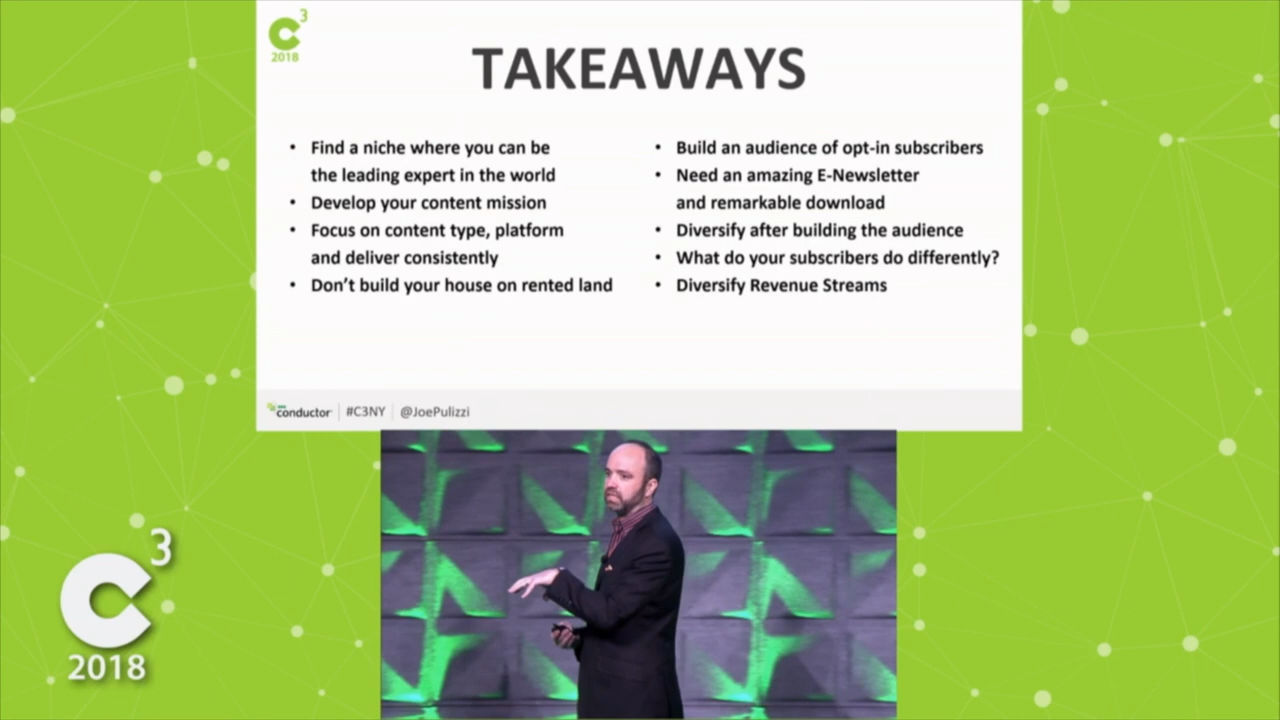 C3
2018
TAKEAWAYS
• Find a niche where you can be
the leading expert in the world
• Develop your content mission
• Focus on content type, platform
and deliver consistently
• Don’t build your house on rented land
• Build an audience of opt-in subscribers
• Need an amazing E-Newsletter
and remarkable download
• Diversify after building the audience
• What do your subscribers do differently?
• Diversify Revenue Streams
conductor | #C3NY | @JoePulizzi
C3
2018